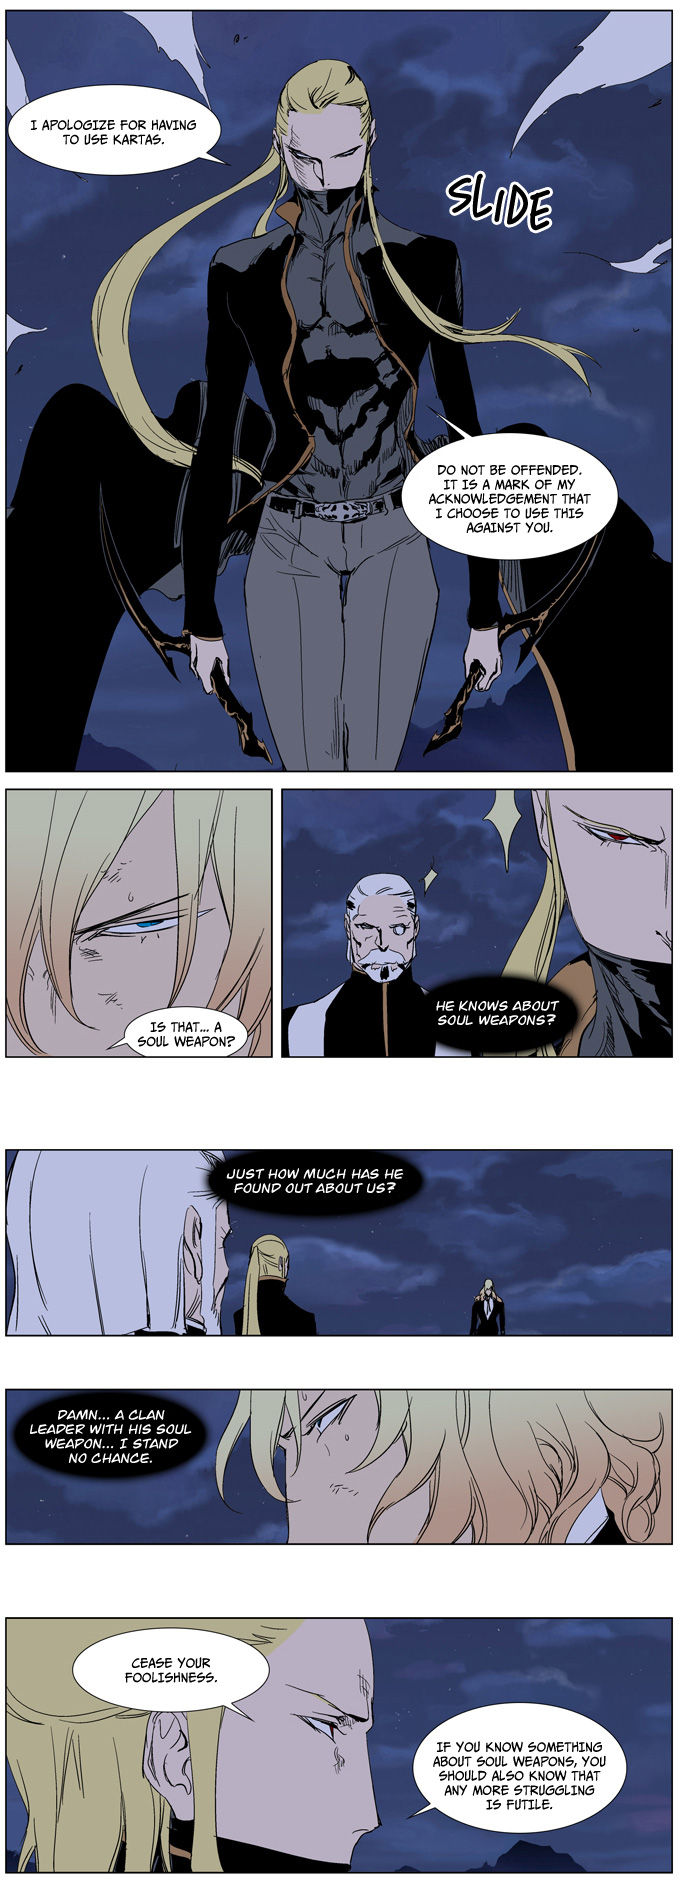 I APOLOGIZE FOR HAVING
TO USE KARTAS.
SLIDE
DO NOT BE OFFENDED.
IT IS A MARK OF MY
ACKNOWLEDGEMENT THAT
I CHOOSE TO USE THIS
AGAINST YOU.
IS THAT... A
SOUL WEAPON?
HE KNOWS ABOUT
SOUL WEAPONS?
JUST HOW MUCH HAS HE
FOUND OUT ABOUT US?
DAMN... A CLAN
LEADER WITH HIS SOUL
WEAPON... I STAND
NO CHANCE.
CEASE YOUR
FOOLISHNESS.
IF YOU KNOW SOMETHING
ABOUT SOUL WEAPONS, YOU
SHOULD ALSO KNOW THAT
ANY MORE STRUGGLING
IS FUTILE.